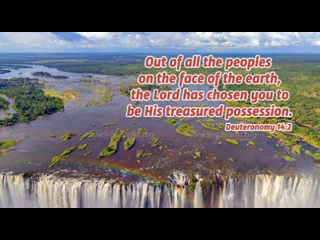 Out of all the peoples
on the face of the earth,
the Lord has chosen you to
be His treasured possession.
Deuteronomy 14:2